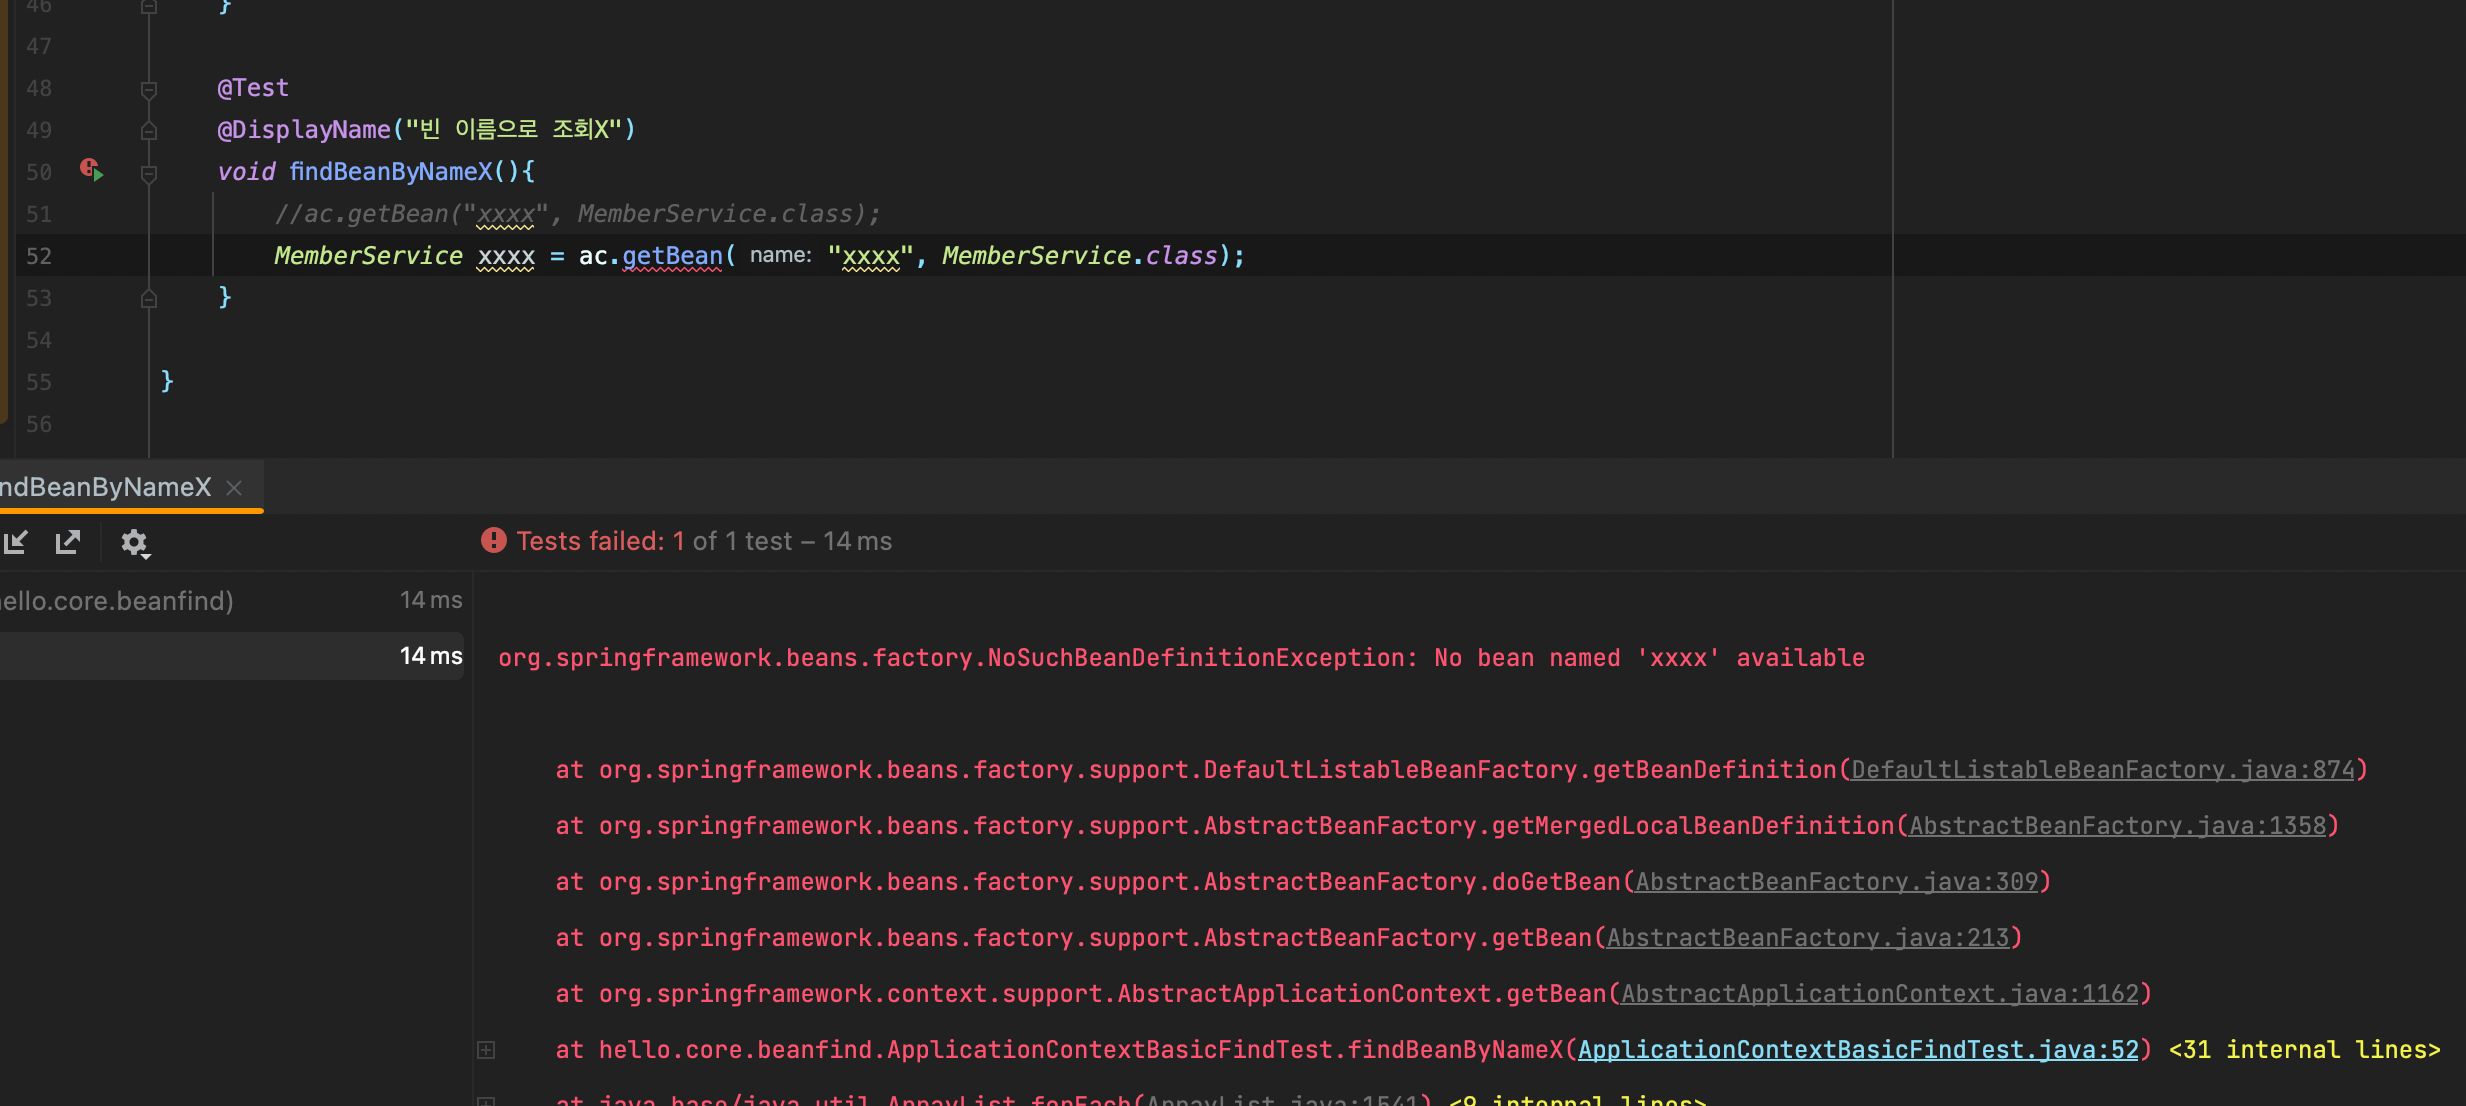 46 }
47
48 @Test
49 @DisplayName("빈 이름으로 조회X")
50 void findBeanByNameX(){
51 //ac.getBean("xxxx", MemberService.class);
52 MemberService xxxx = ac.getBean( name: "xxxx", MemberService.class);
53 }
54
55 }
56
ndBeanByNameX
Tests failed: 1 of 1 test – 14 ms
ello.core.beanfind) 14 ms
14 ms
org.springframework.beans.factory.NoSuchBeanDefinitionException: No bean named 'xxxx' available
at org.springframework.beans.factory.support.DefaultListableBeanFactory.getBeanDefinition(DefaultListableBeanFactory.java:874)
at org.springframework.beans.factory.support.AbstractBeanFactory.getMergedLocalBeanDefinition(AbstractBeanFactory.java:1358)
at org.springframework.beans.factory.support.AbstractBeanFactory.doGetBean(AbstractBeanFactory.java:309)
at org.springframework.beans.factory.support.AbstractBeanFactory.getBean(AbstractBeanFactory.java:213)
at org.springframework.context.support.AbstractApplicationContext.getBean(AbstractApplicationContext.java:1162)
at hello.core.beanfind.ApplicationContextBasicFindTest.findBeanByNameX(ApplicationContextBasicFindTest.java:52) <31 internal lines>
at java.base/java.util.ArrayList.forEach(ArrayList.java:1541) <9 internal lines>